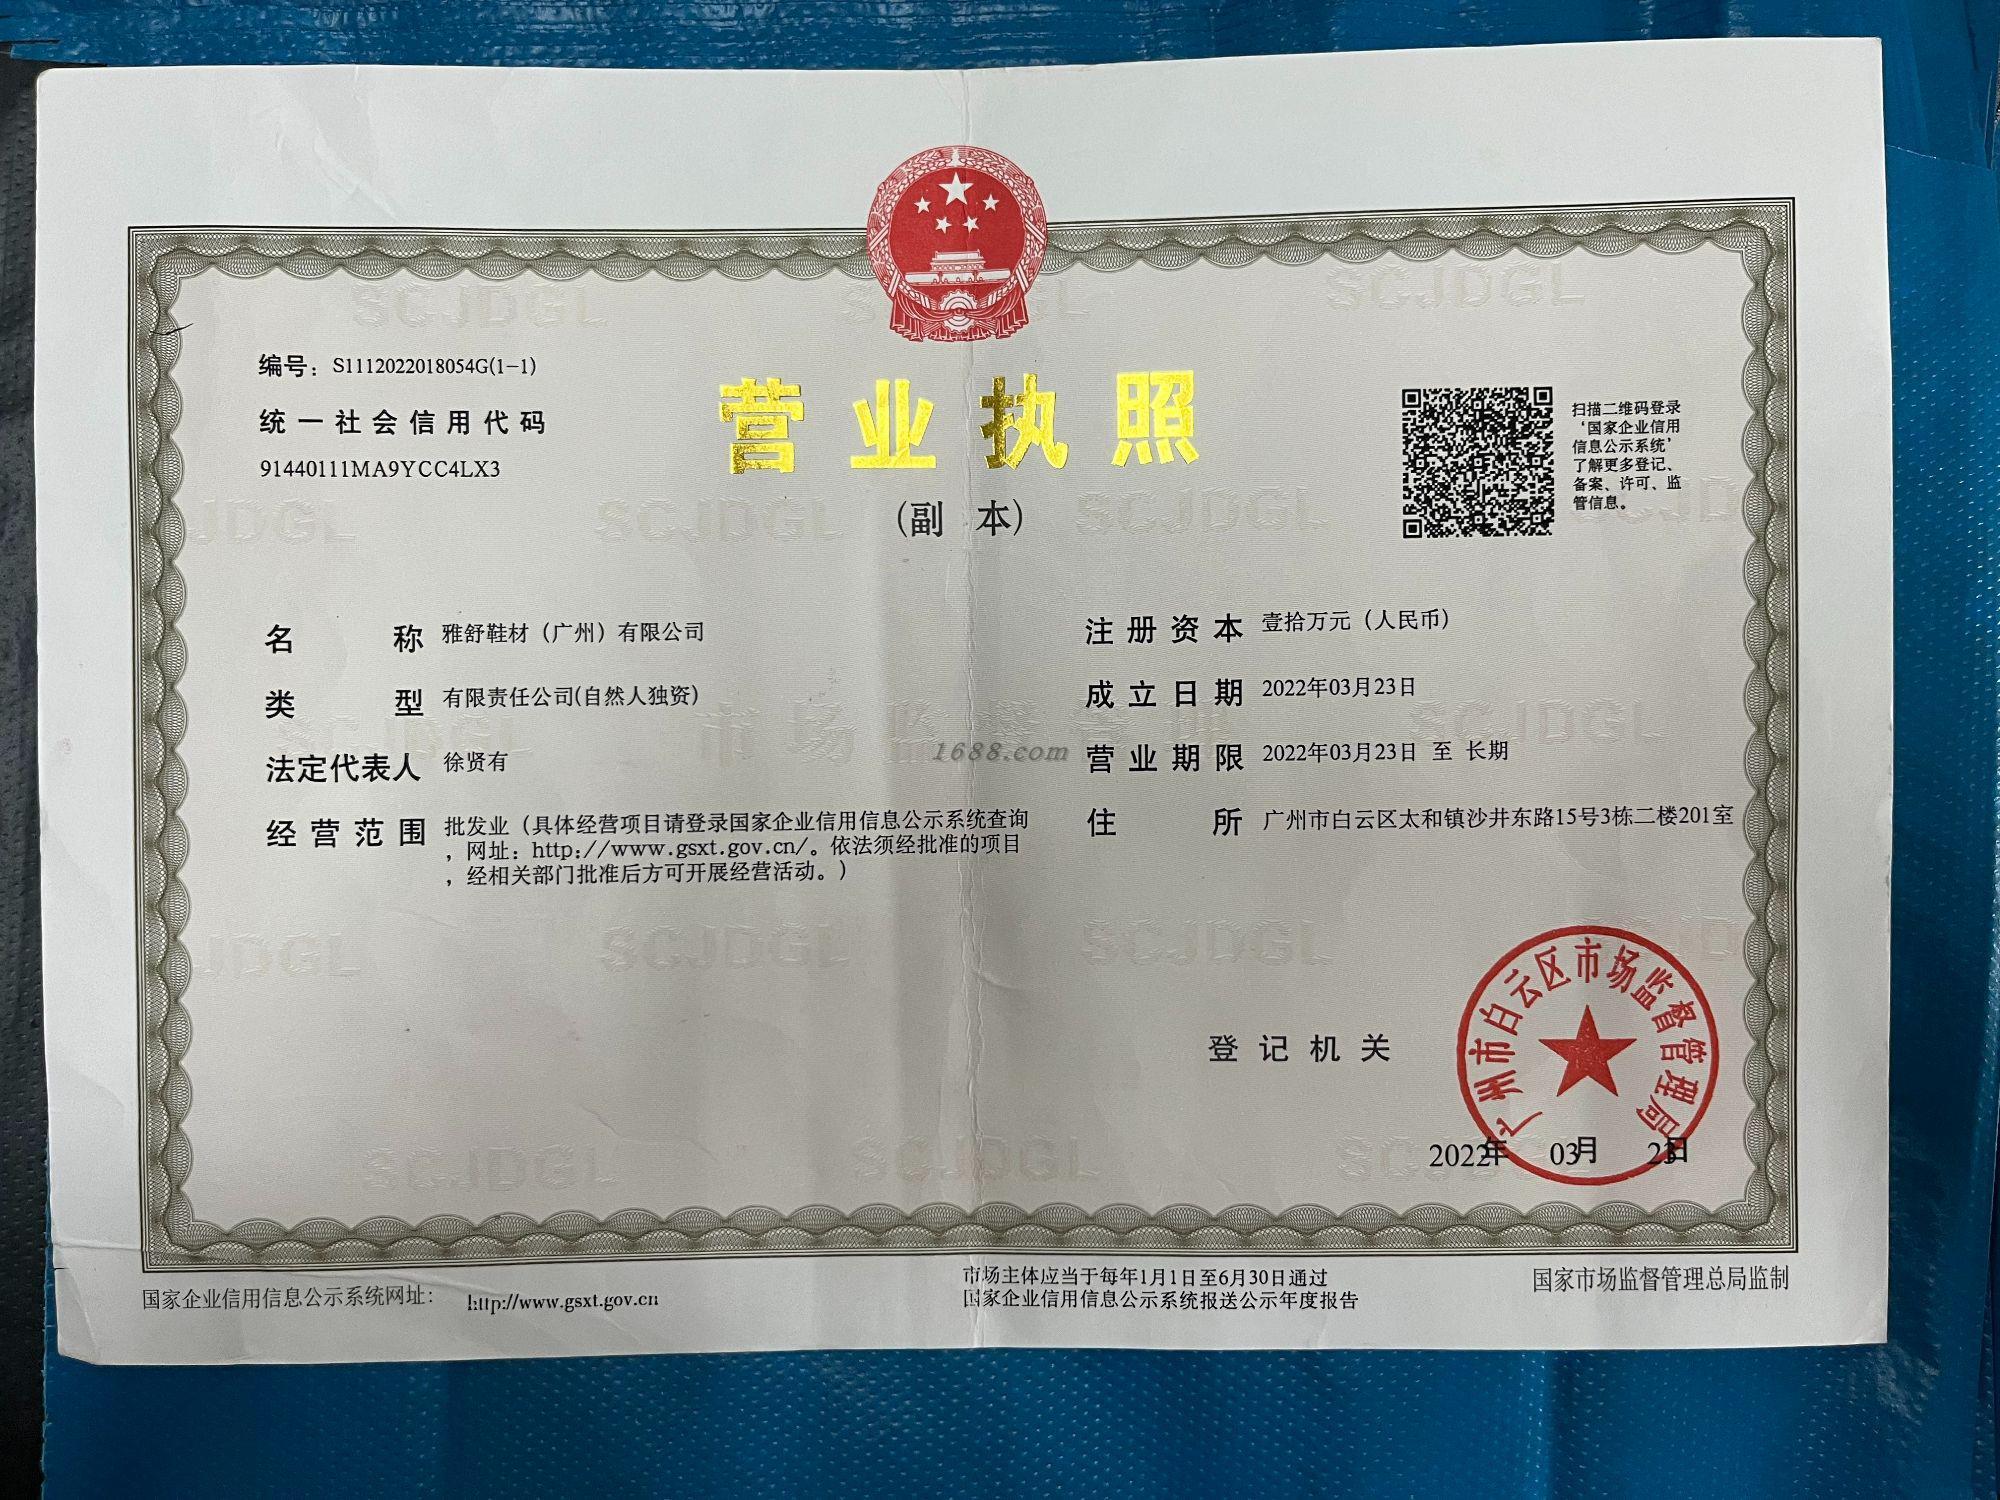 编号：S1112022018054G(1-1)
统一社会信用代码
91440111MA9YCC4LX3
营业执照
(副 本)
扫描二维码登录
‘国家企业信用
信息公示系统’
了解更多登记、
备案、许可、监
管信息。
名 称 雅舒鞋材（广州）有限公司
类 型 有限责任公司(自然人独资)
法定代表人 徐贤有
经营范围 批发业（具体经营项目请登录国家企业信用信息公示系统查询
，网址：http://www.gsxt.gov.cn/。依法须经批准的项目
，经相关部门批准后方可开展经营活动。）
注册资本 壹拾万元（人民币）
成立日期 2022年03月23日
营业期限 2022年03月23日 至 长期
住 所 广州市白云区太和镇沙井东路15号3栋二楼201室
1688.com
登记机关
广州市白云区市场监督管理局
2022年 03月 23日
国家企业信用信息公示系统网址： http://www.gsxt.gov.cn
市场主体应当于每年1月1日至6月30日通过
国家企业信用信息公示系统报送公示年度报告
国家市场监督管理总局监制
SCJDGL